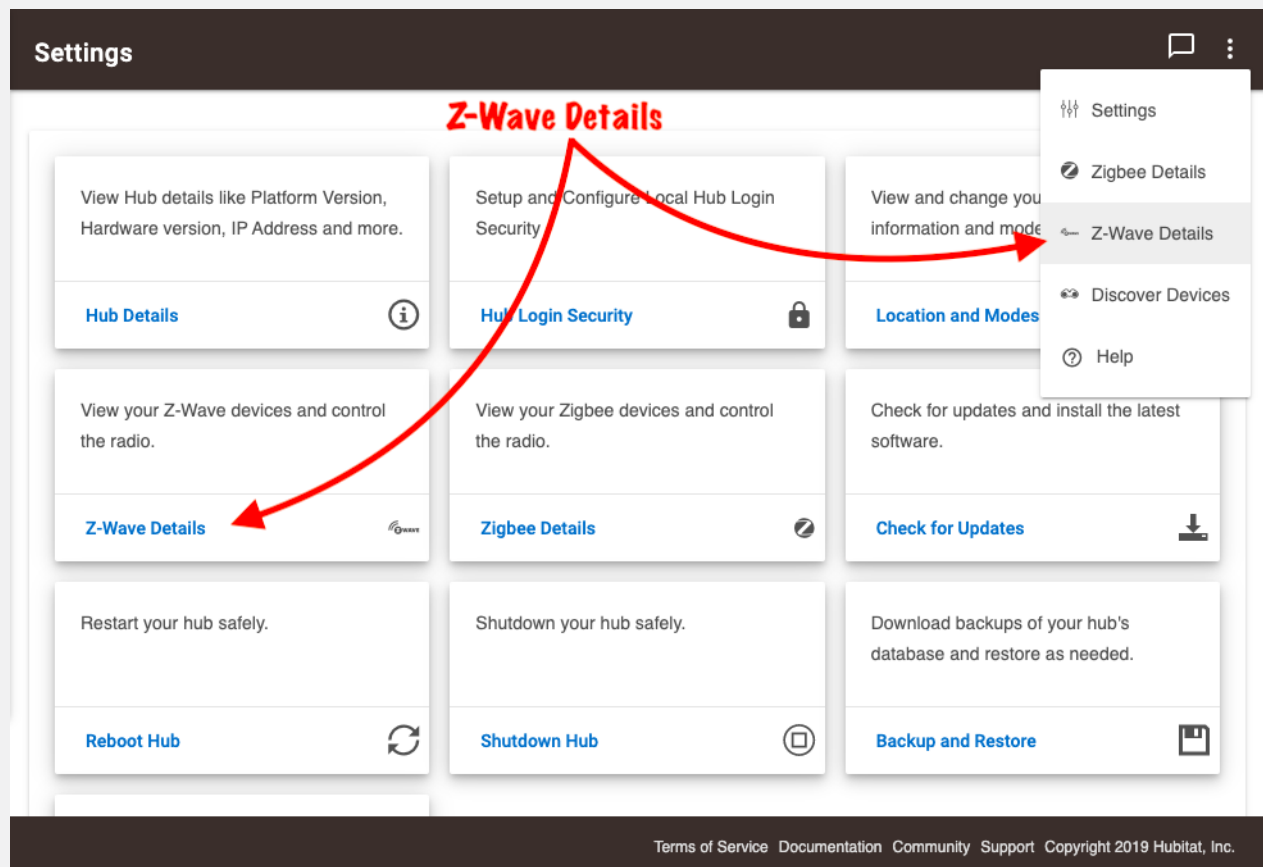 Settings
Z-Wave Details
Settings
Zigbee Details
Z-Wave Details
Discover Devices
Help
View Hub details like Platform Version,
Hardware version, IP Address and more.
Hub Details
Setup and Configure Local Hub Login
Security
Hub Login Security
View and change you
information and mode
Location and Modes
View your Z-Wave devices and control
the radio.
Z-Wave Details
Z-WAVE
View your Zigbee devices and control
the radio.
Zigbee Details
Check for updates and install the latest
software.
Check for Updates
Restart your hub safely.
Reboot Hub
Shutdown your hub safely.
Shutdown Hub
Download backups of your hub's
database and restore as needed.
Backup and Restore
Terms of Service Documentation Community Support Copyright 2019 Hubitat, Inc.